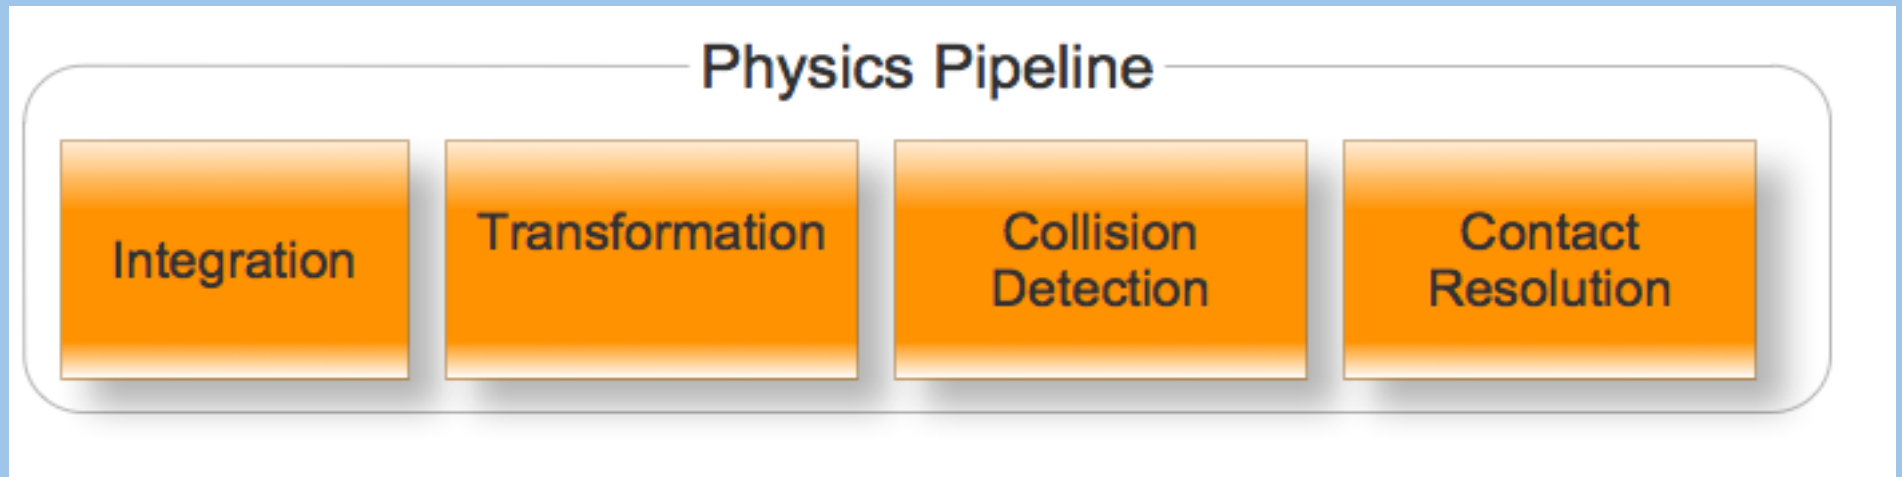 Physics Pipeline
Integration
Transformation
Collision
Detection
Contact
Resolution